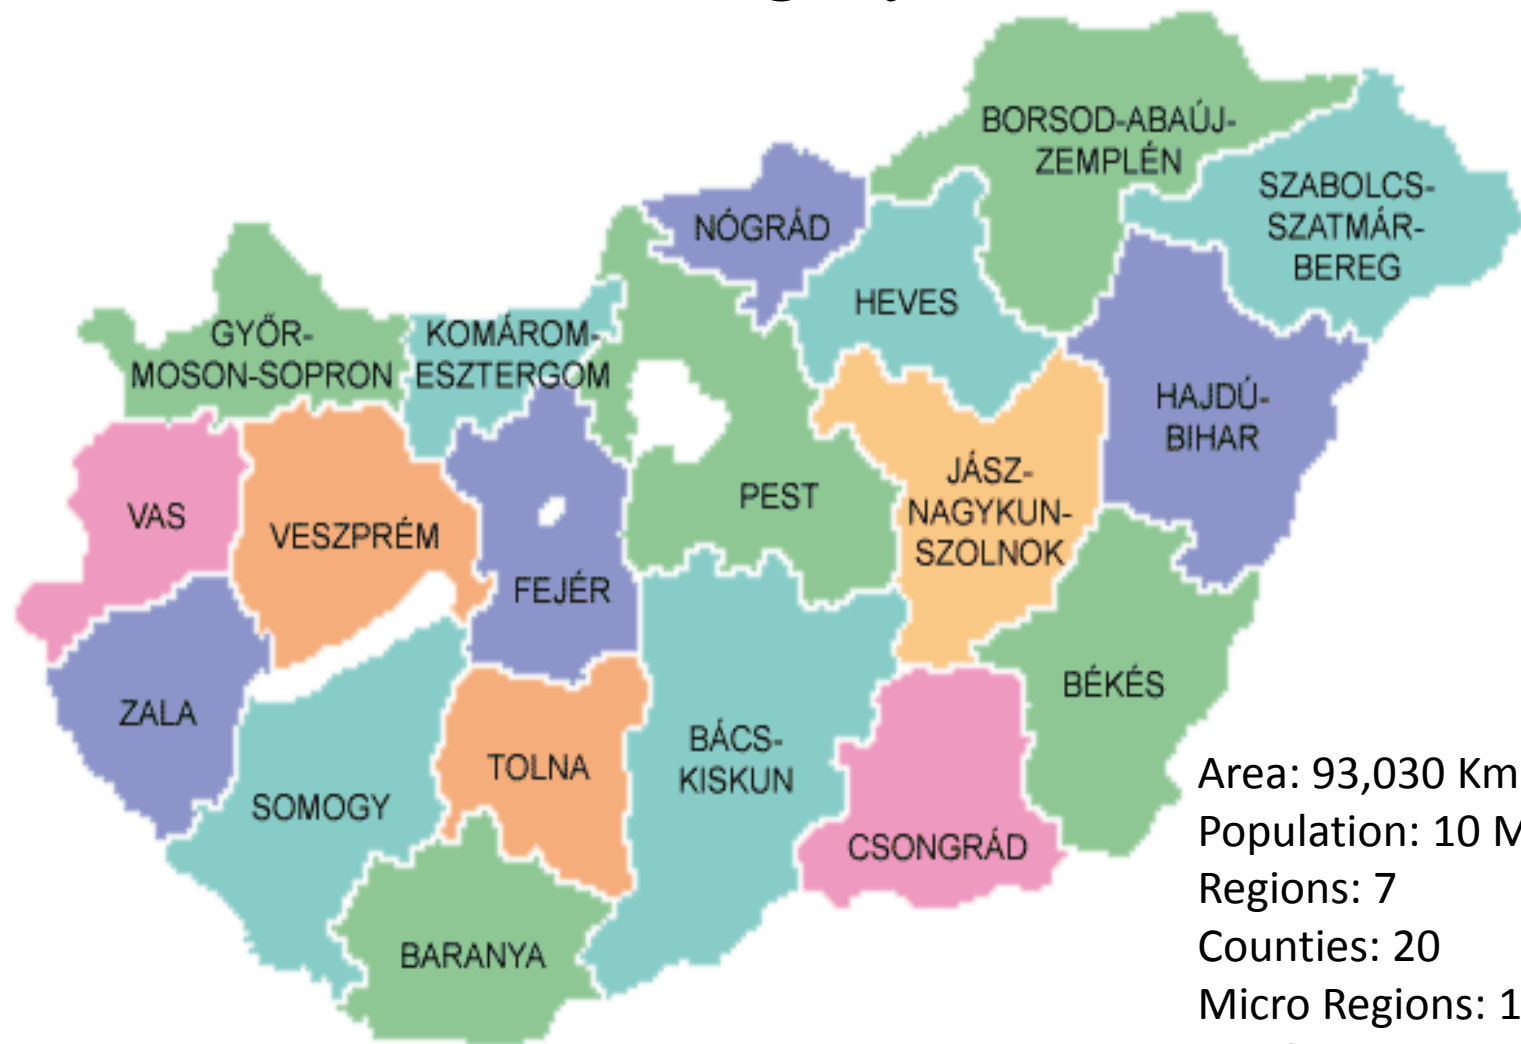 BORSOD-ABAÚJ-
ZEMPLÉN
SZABOLCS-
SZATMÁR-
BEREG
NÓGRÁD
HEVES
GYŐR-
MOSON-SOPRON
KOMÁROM-
ESZTERGOM
HAJDÚ-
BIHAR
JÁSZ-
NAGYKUN-
SZOLNOK
PEST
VAS
VESZPRÉM
FEJÉR
ZALA
BÉKÉS
TOLNA
BÁCS-
KISKUN
SOMOGY
CSONGRÁD
BARANYA
Area: 93,030 Km
Population: 10 M
Regions: 7
Counties: 20
Micro Regions: 1